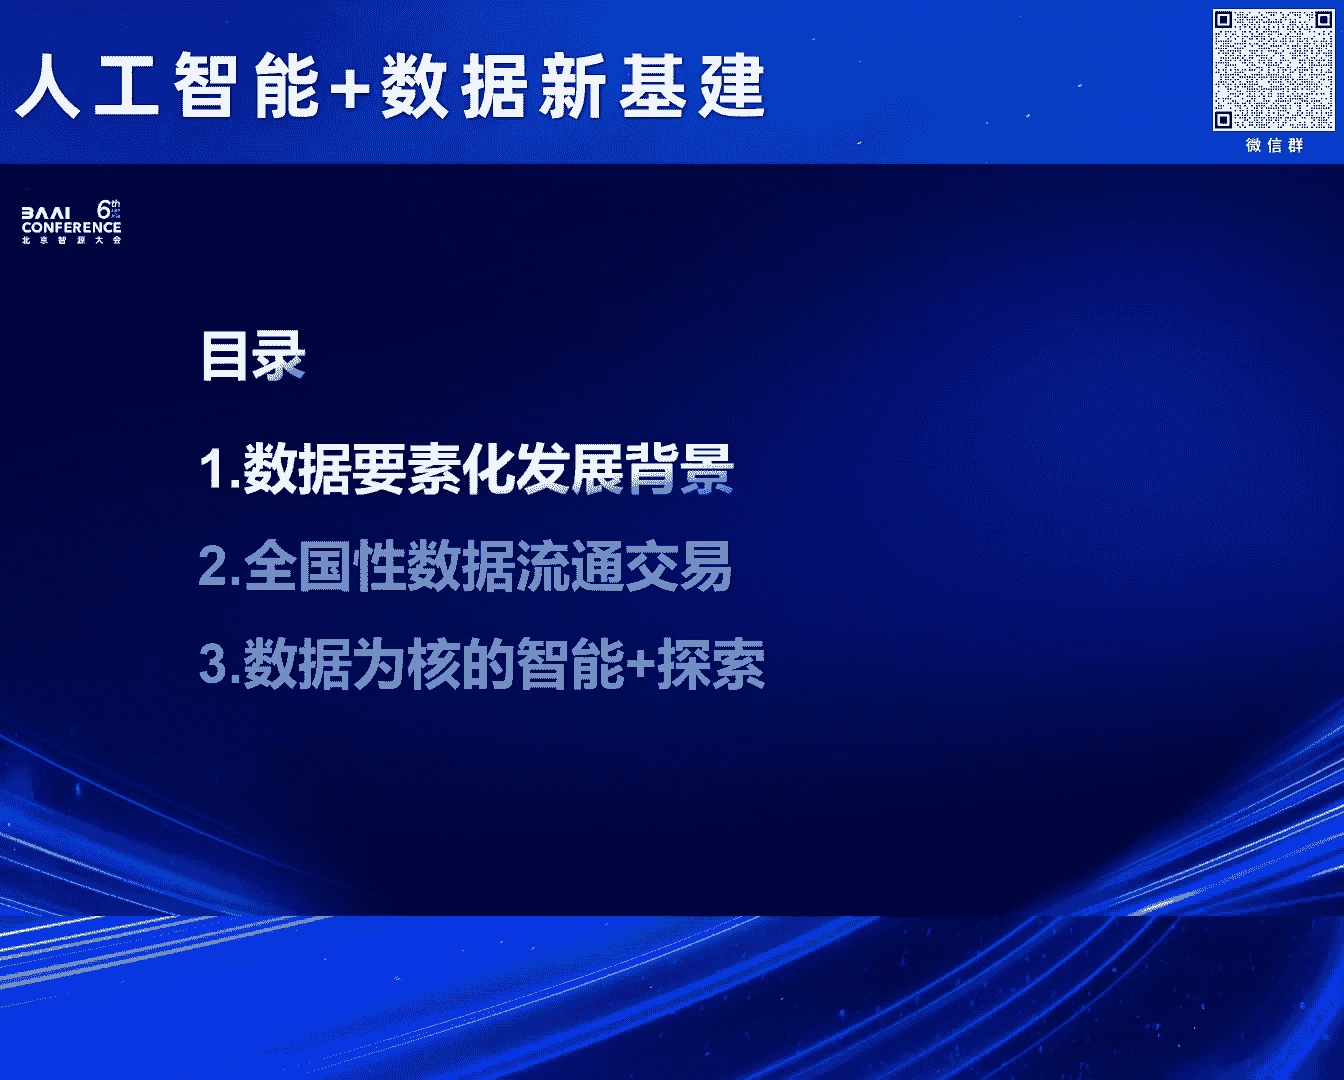 人工智能+数据新基建
微信群
BAAI 6th
CONFERENCE
北京智源大会
目录
1.数据要素化发展背景
2.全国性数据流通交易
3.数据为核的智能+探索